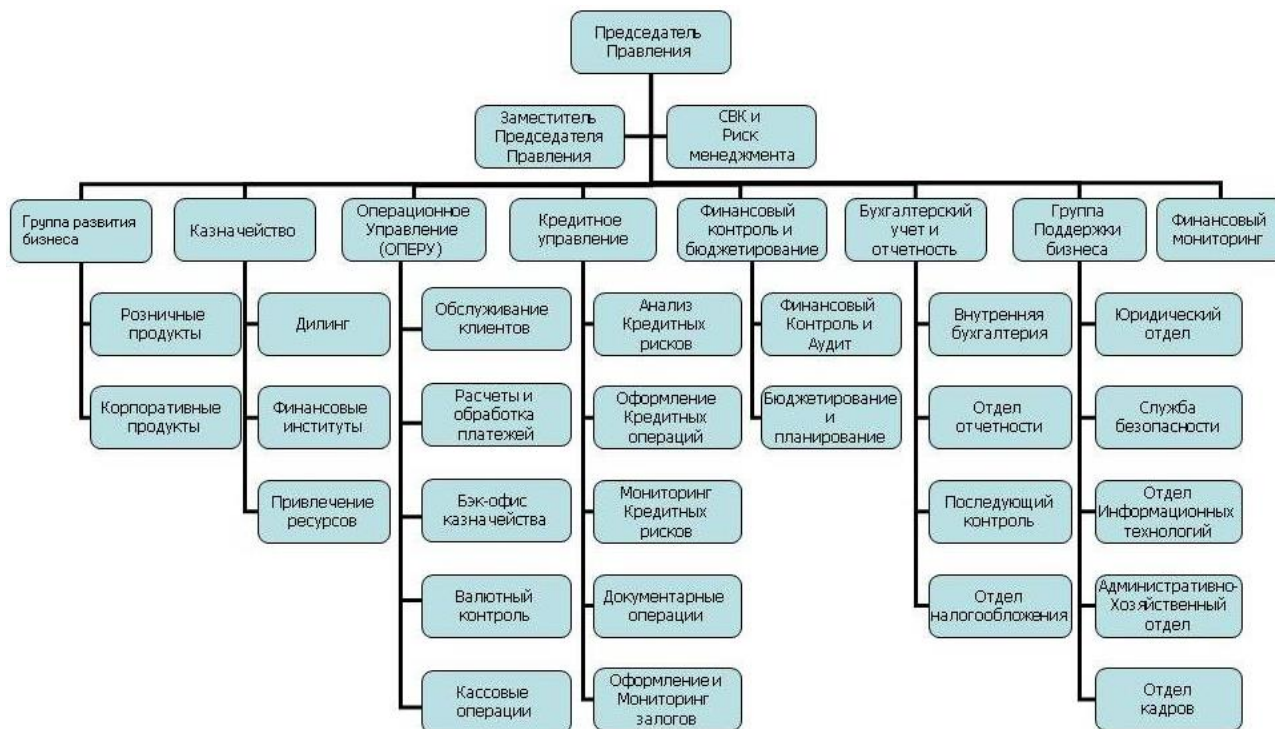 Председатель
Правления
Заместитель
Председателя
Правления
СВК и
Риск
менеджмента
Группа развития
бизнеса
Казначейство
Операционное
Управление
(ОПЕРУ)
Кредитное
управление
Финансовый
контроль и
бюджетирование
Бухгалтерский
учет и
отчетность
Группа
Поддержки
бизнеса
Финансовый
мониторинг
Розничные
продукты
Дилинг
Обслуживание
клиентов
Анализ
Кредитных
рисков
Финансовый
Контроль и
Аудит
Внутренняя
бухгалтерия
Юридический
отдел
Корпоративные
продукты
Финансовые
институты
Расчеты и
обработка
платежей
Оформление
Кредитных
операций
Бюджетирование
и
планирование
Отдел
отчетности
Служба
безопасности
Привлечение
ресурсов
Бэк-офис
казначейства
Мониторинг
Кредитных
рисков
Последующий
контроль
Отдел
Информационных
технологий
Валютный
контроль
Документарные
операции
Отдел
налогообложения
Административно-
Хозяйственный
отдел
Кассовые
операции
Оформление и
Мониторинг
залогов
Отдел
кадров